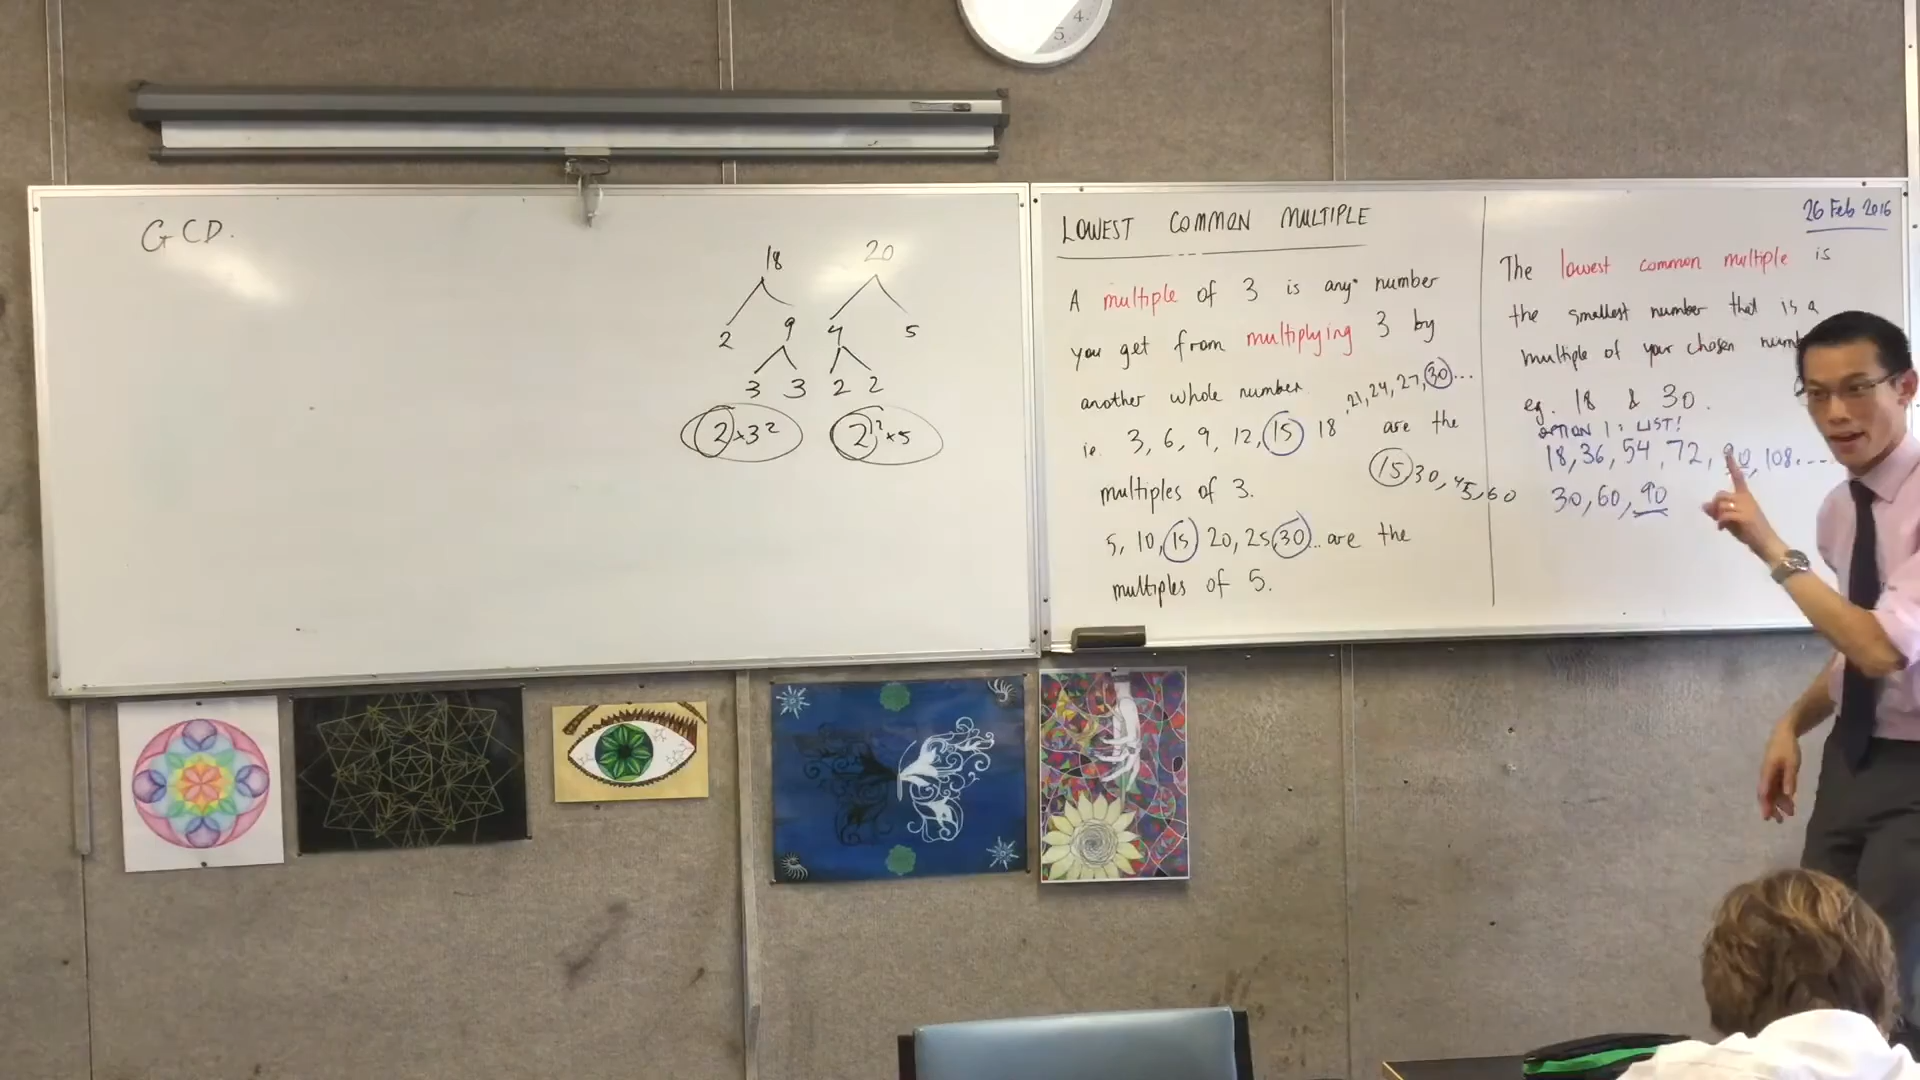 4.
5.
GCD.
18 20
2 9 4 5
3 3 2 2
2×3² 2²×5
LOWEST COMMON MULTIPLE
A multiple of 3 is any number
you get from multiplying 3 by
another whole number.
ie. 3, 6, 9, 12, 15 18 , 21, 24, 27, 30... are the
multiples of 3.
15 30, 45, 60
5, 10, 15 20, 25 30... are the
multiples of 5.
26 Feb 2016
The lowest common multiple is
the smallest number that is a
multiple of your chosen
eg. 18 & 30.
OPTION 1: LIST!
18, 36, 54, 72, 90, 108....
30, 60, 90